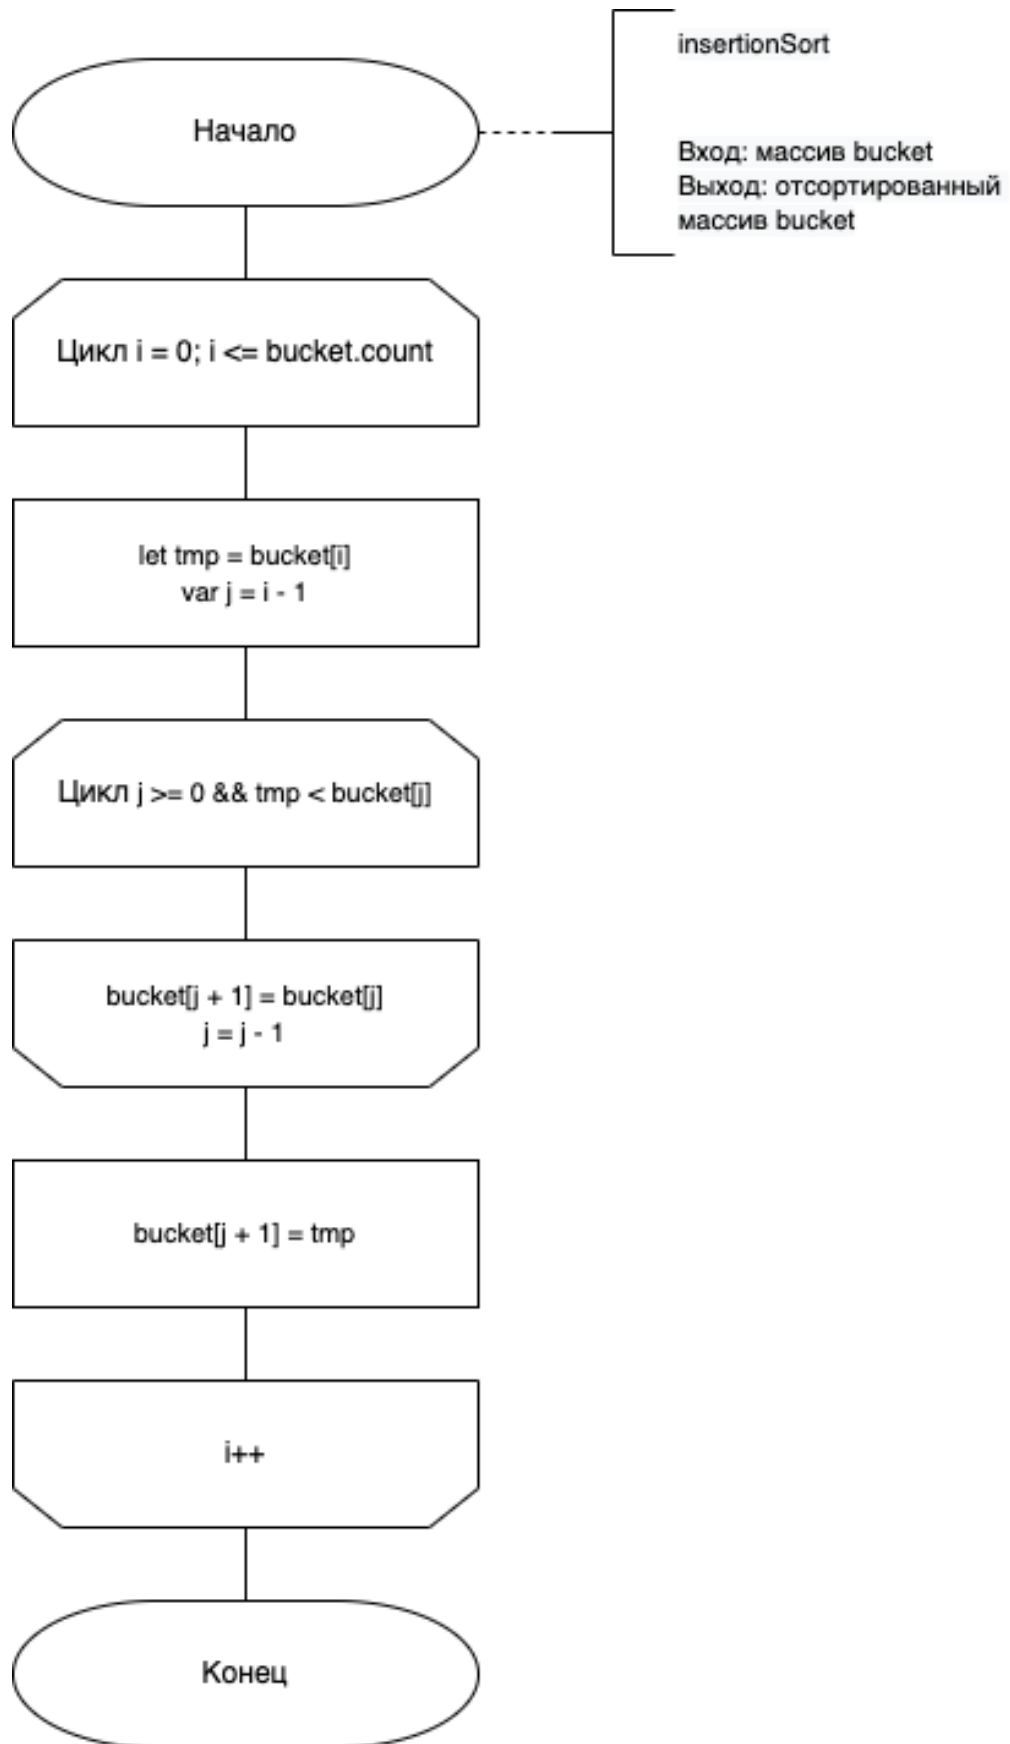 insertionSort
Начало
Вход: массив bucket
Выход: отсортированный
массив bucket
Цикл i = 0; i <= bucket.count
let tmp = bucket[i]
var j = i - 1
Цикл j >= 0 && tmp < bucket[j]
bucket[j + 1] = bucket[j]
j = j - 1
bucket[j + 1] = tmp
i++
Конец